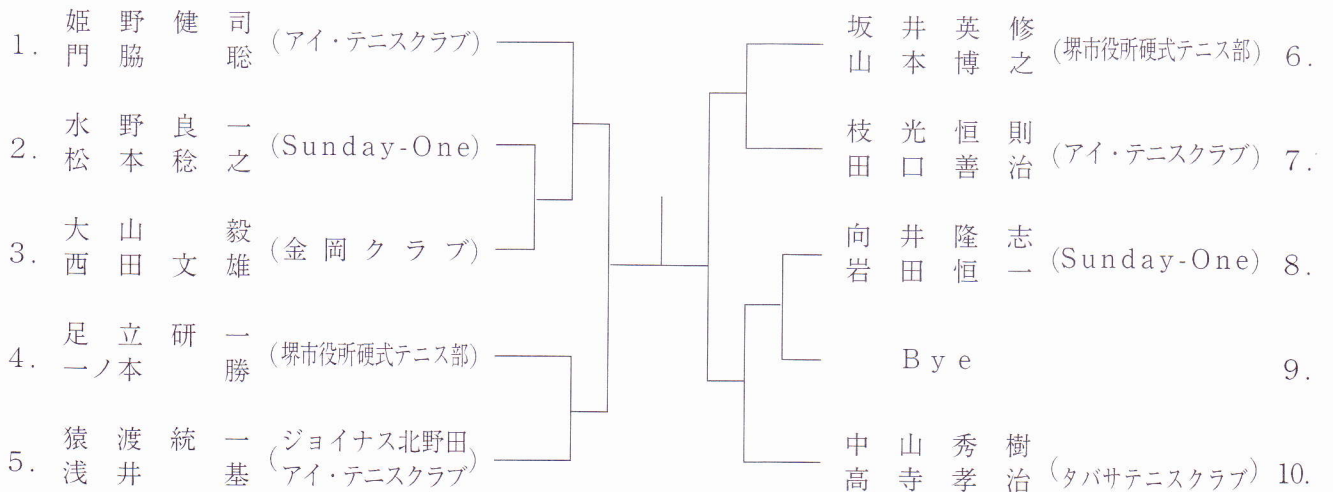 1. 姫野健司 (アイ・テニスクラブ)
門脇聡
2. 水野良一 (Sunday-One)
松本稔之
3. 大山毅 (金岡クラブ)
西田文雄
4. 足立研一 (堺市役所硬式テニス部)
一ノ本勝
5. 猿渡統一 (ジョイナス北野田
浅井基 アイ・テニスクラブ)
坂井英修 (堺市役所硬式テニス部) 6.
山本博之
枝光恒則 (アイ・テニスクラブ) 7.
田口善治
向井隆志 (Sunday-One) 8.
岩田恒一
Bye 9.
中山秀樹 (タバサテニスクラブ) 10.
高寺孝治